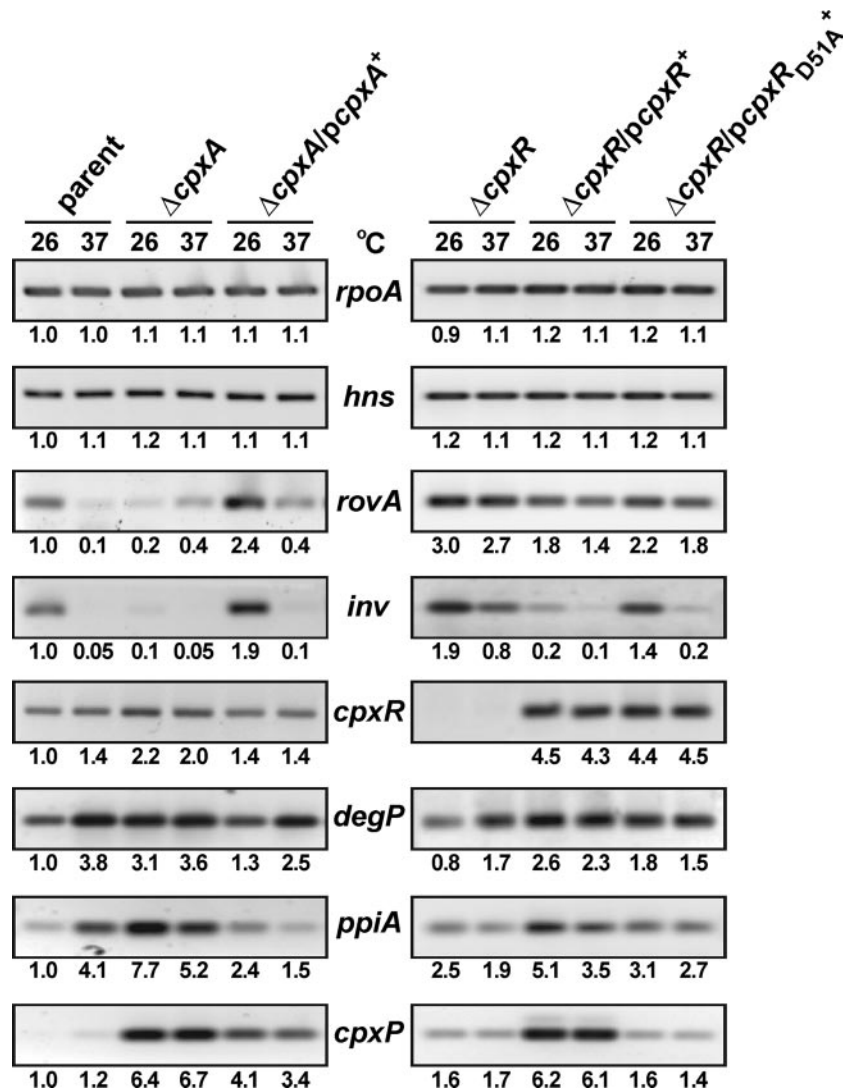 parent ΔcpxA ΔcpxA/pcpxA+ ΔcpxR ΔcpxR/pcpxR+ ΔcpxR/pcpxR D51A +
26 37 26 37 26 37 °C 26 37 26 37 26 37
rpoA
1.0 1.0 1.1 1.1 1.1 1.1 0.9 1.1 1.2 1.1 1.2 1.1
hns
1.0 1.1 1.2 1.1 1.1 1.1 1.2 1.1 1.2 1.1 1.2 1.1
rovA
1.0 0.1 0.2 0.4 2.4 0.4 3.0 2.7 1.8 1.4 2.2 1.8
inv
1.0 0.05 0.1 0.05 1.9 0.1 1.9 0.8 0.2 0.1 1.4 0.2
cpxR
1.0 1.4 2.2 2.0 1.4 1.4 4.5 4.3 4.4 4.5
degP
1.0 3.8 3.1 3.6 1.3 2.5 0.8 1.7 2.6 2.3 1.8 1.5
ppiA
1.0 4.1 7.7 5.2 2.4 1.5 2.5 1.9 5.1 3.5 3.1 2.7
cpxP
1.0 1.2 6.4 6.7 4.1 3.4 1.6 1.7 6.2 6.1 1.6 1.4